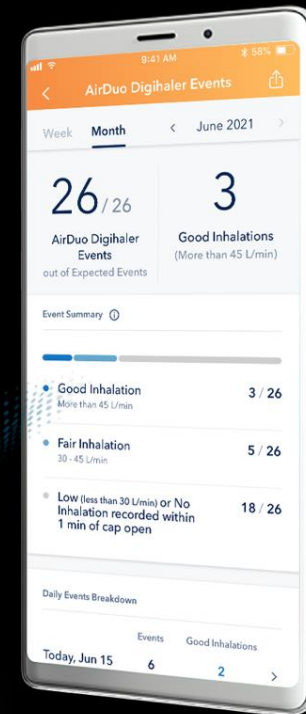 9:41 AM
58%
AirDuo Digihaler Events
Week Month < June 2021 >
26 / 26
AirDuo Digihaler
Events
out of Expected Events
3
Good Inhalations
(More than 45 L/min)
Event Summary
Good Inhalation 3 / 26
More than 45 L/min
Fair Inhalation 5 / 26
30 - 45 L/min
Low (less than 30 L/min) or No
Inhalation recorded within
1 min of cap open
18 / 26
Daily Events Breakdown
Events Good Inhalations
Today, Jun 15 6 2 >